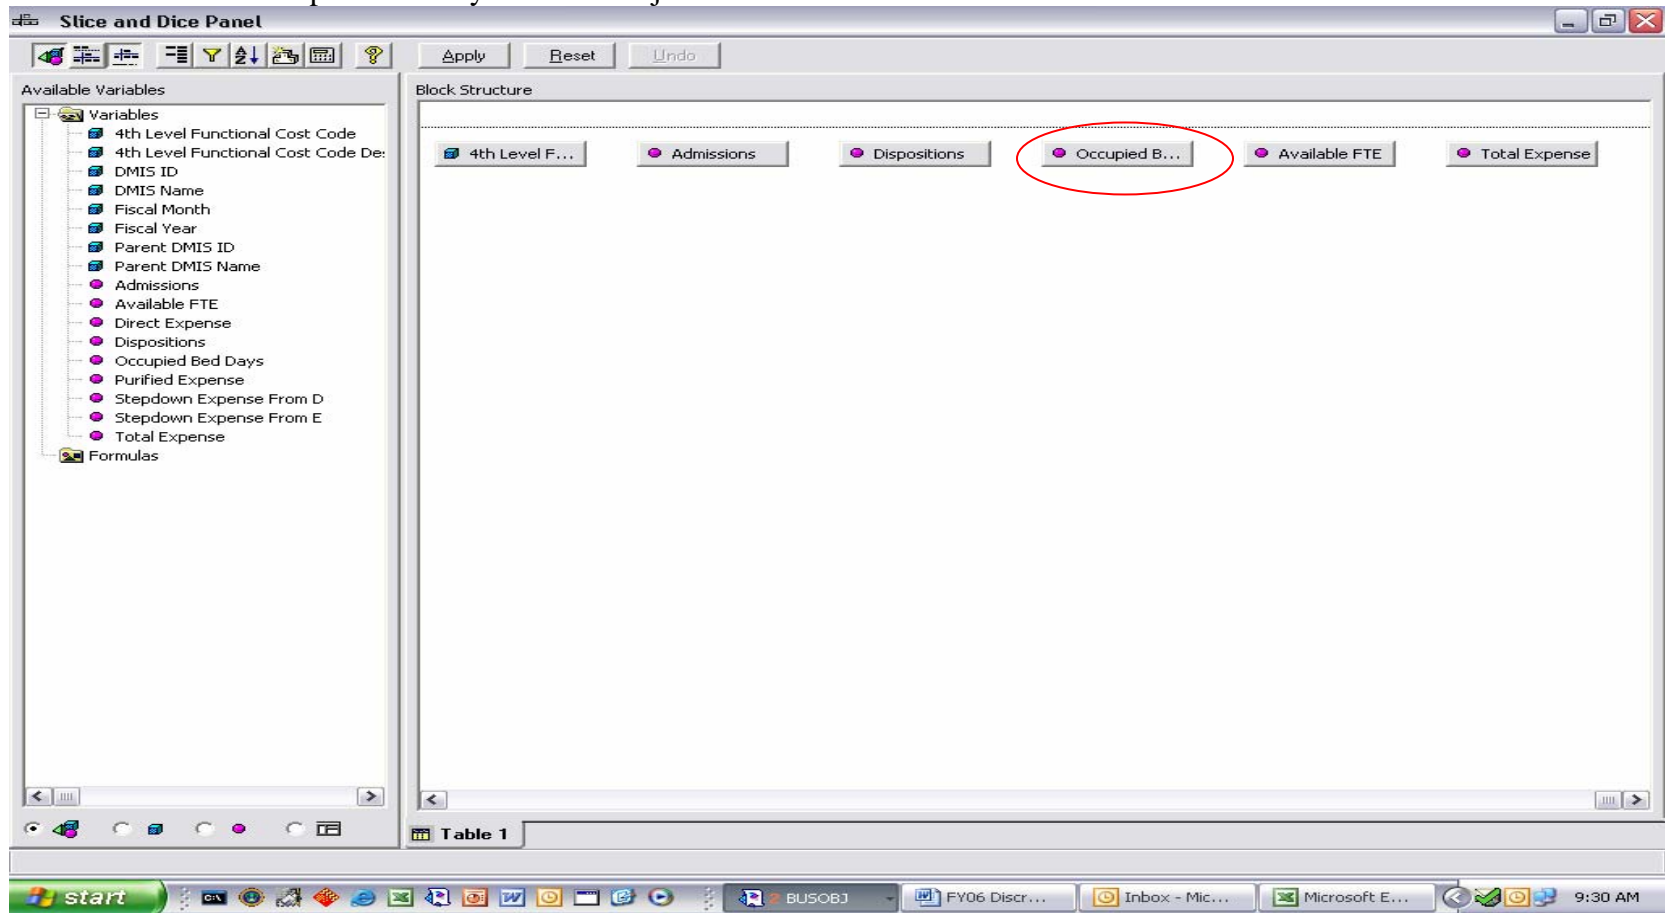 Slice and Dice Panel
Apply Reset Undo
Available Variables
Variables
4th Level Functional Cost Code
4th Level Functional Cost Code De:
DMIS ID
DMIS Name
Fiscal Month
Fiscal Year
Parent DMIS ID
Parent DMIS Name
Admissions
Available FTE
Direct Expense
Dispositions
Occupied Bed Days
Purified Expense
Stepdown Expense From D
Stepdown Expense From E
Total Expense
Formulas
Block Structure
4th Level F... Admissions Dispositions Occupied B... Available FTE Total Expense
Table 1
start 2 BUSOBJ FY06 Discr... Inbox - Mic... Microsoft E... 9:30 AM